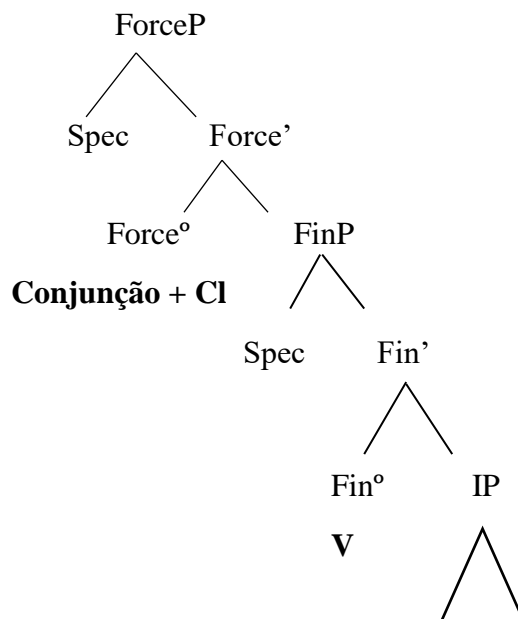 ForceP
Spec Force’
Forceº FinP
Conjunção + Cl
Spec Fin’
Finº IP
V